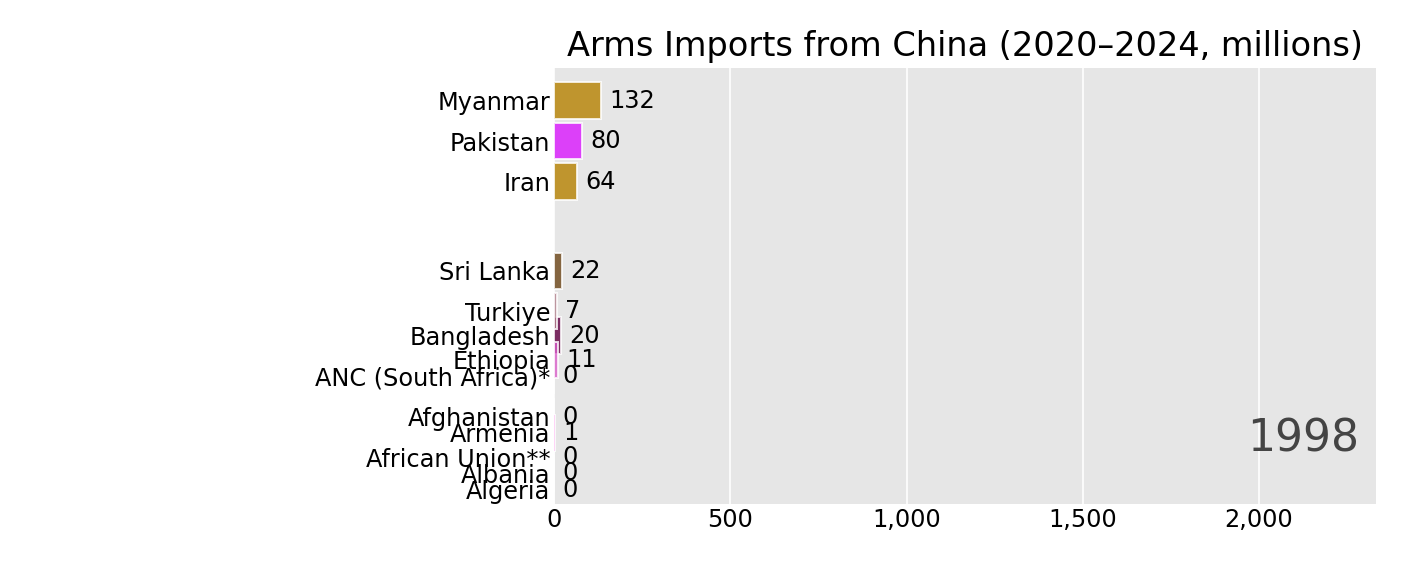 Arms Imports from China (2020–2024, millions)
Myanmar 132
Pakistan 80
Iran 64
Sri Lanka 22
Turkiye 7
Bangladesh 20
Ethiopia 11
ANC (South Africa)* 0
Afghanistan 0
Armenia 1
1998
African Union** 0
Albania 0
Algeria 0
0 500 1,000 1,500 2,000